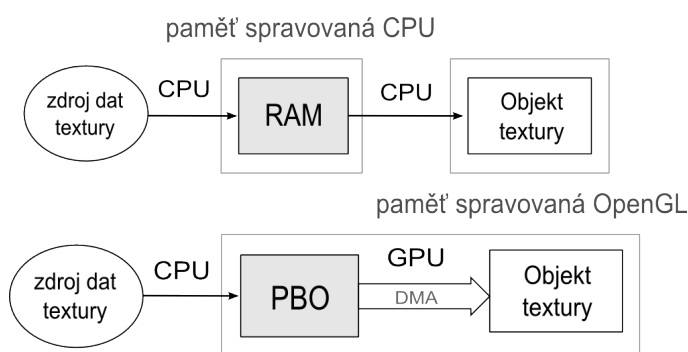 paměť spravovaná CPU
zdroj dat
textury
CPU
RAM
CPU
Objekt
textury
paměť spravovaná OpenGL
zdroj dat
textury
CPU
PBO
GPU
DMA
Objekt
textury